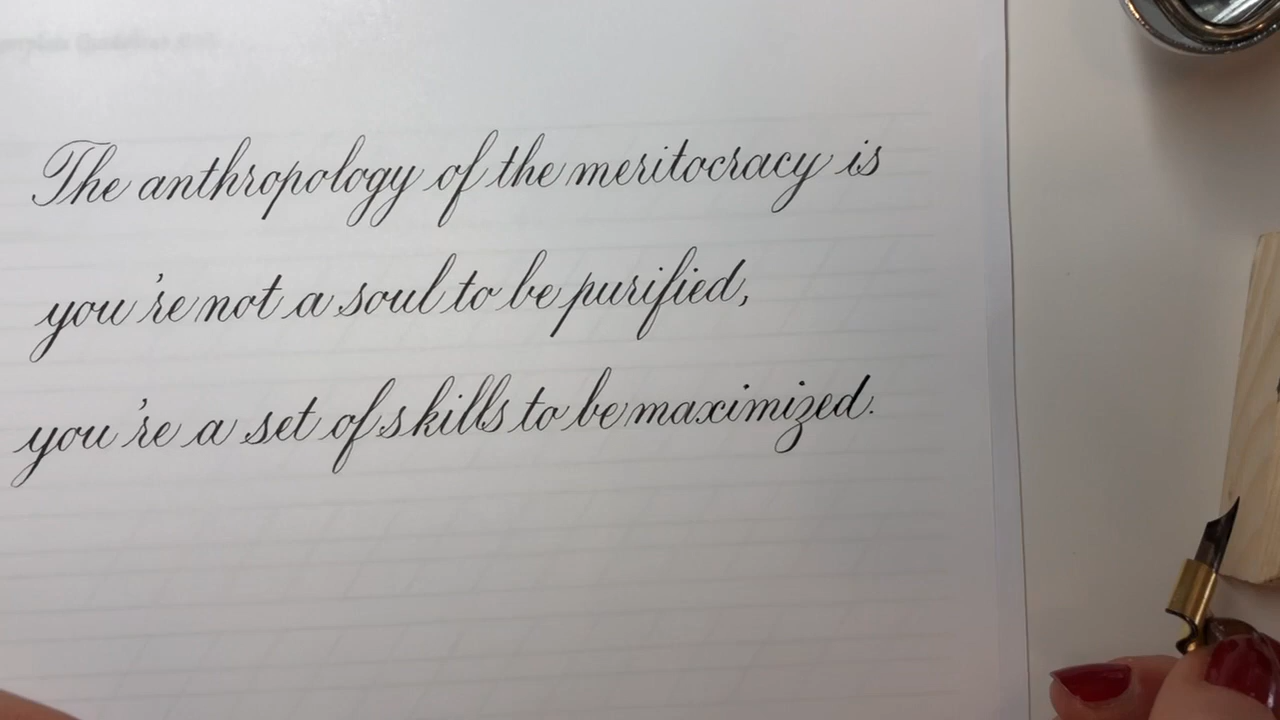 The anthropology of the meritocracy is
you're not a soul to be purified,
you're a set of skills to be maximized.